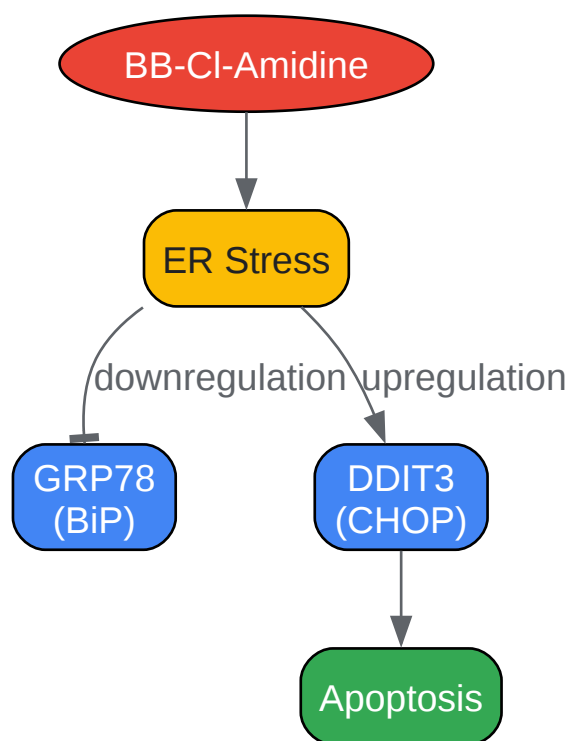 BB-Cl-Amidine
ER Stress
downregulation
upregulation
GRP78
(BiP)
DDIT3
(CHOP)
Apoptosis